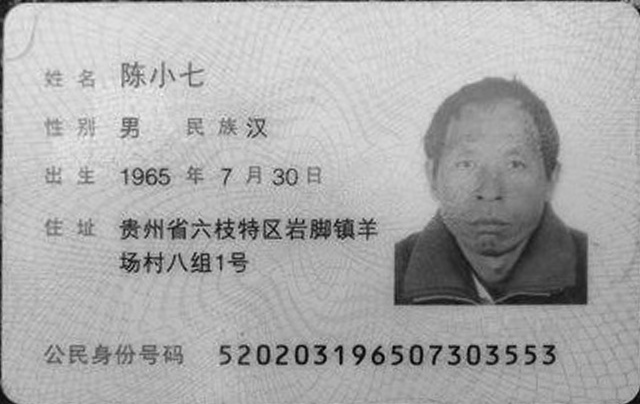 姓名 陈小七
性别 男 民族 汉
出生 1965 年 7 月 30 日
住址 贵州省六枝特区岩脚镇羊
场村八组1号
公民身份号码 520203196507303553